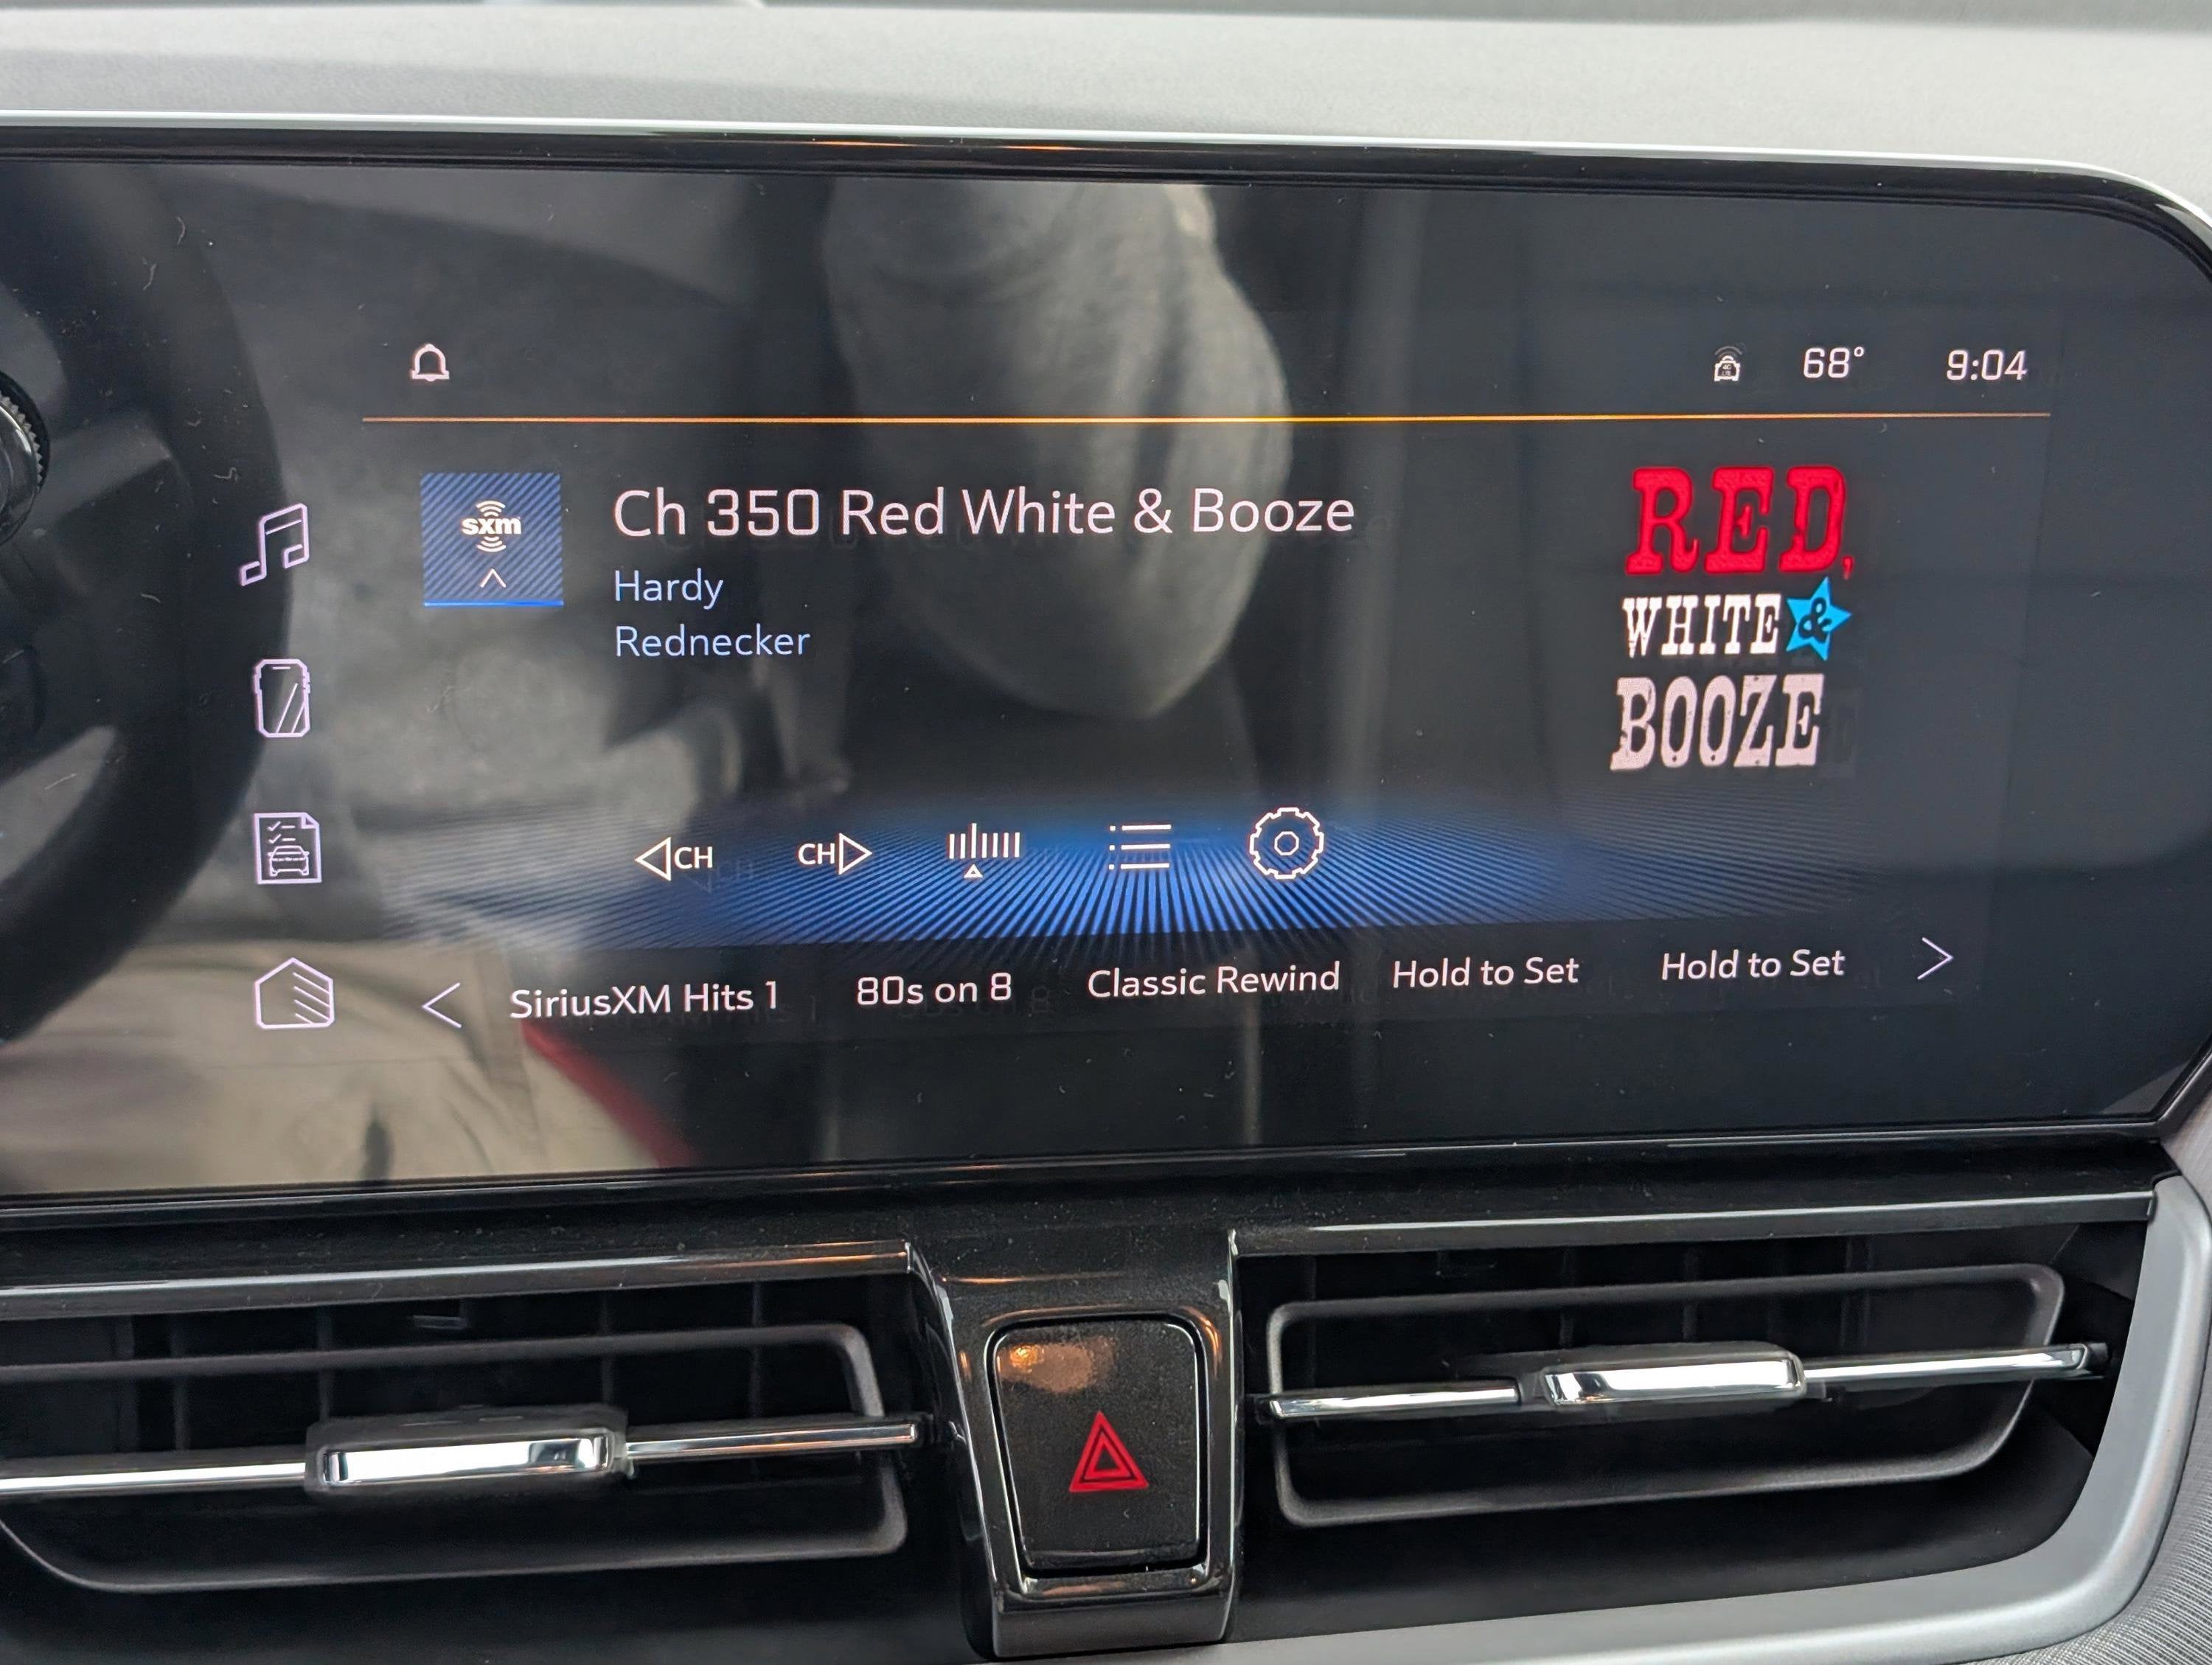 68° 9:04
sxm
Ch 350 Red White & Booze
Hardy
Rednecker
RED,
WHITE &
BOOZE
CH CH
SiriusXM Hits 1 80s on 8 Classic Rewind Hold to Set Hold to Set